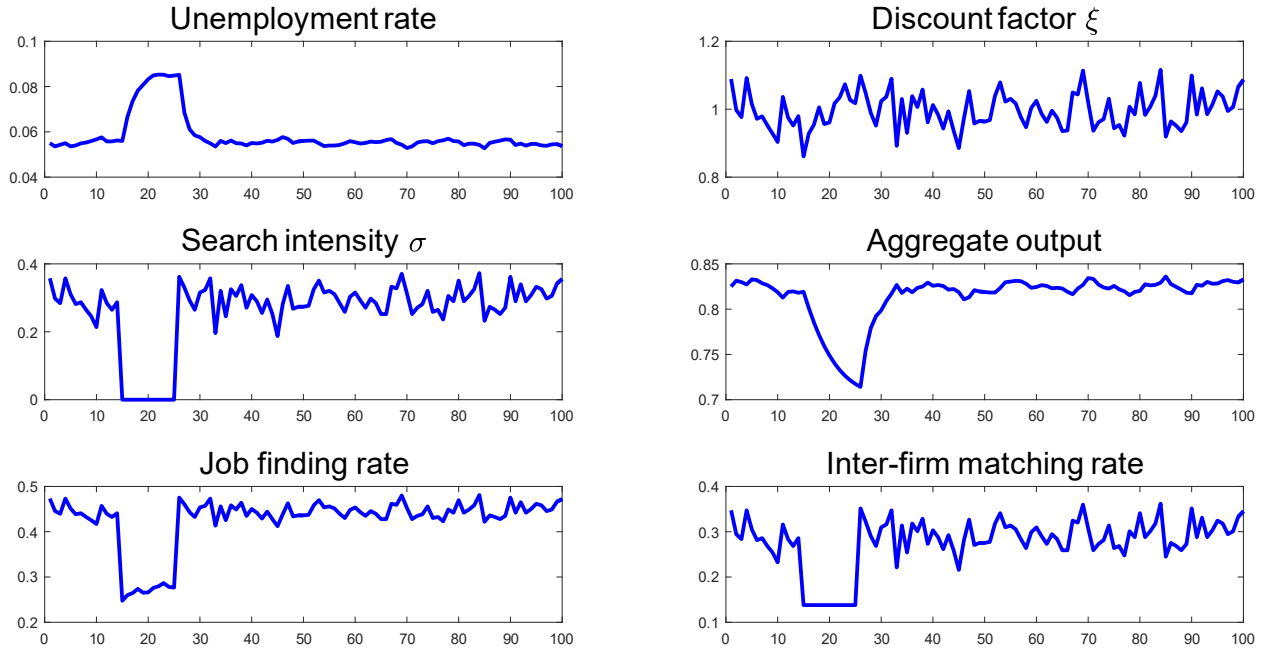 Unemployment rate
0.1
0.08
0.06
0.04
0 10 20 30 40 50 60 70 80 90 100
Discount factor ξ
1.2
1
0.8
0 10 20 30 40 50 60 70 80 90 100
Search intensity σ
0.4
0.2
0
0 10 20 30 40 50 60 70 80 90 100
Aggregate output
0.85
0.8
0.75
0.7
0 10 20 30 40 50 60 70 80 90 100
Job finding rate
0.5
0.4
0.3
0.2
0 10 20 30 40 50 60 70 80 90 100
Inter-firm matching rate
0.4
0.3
0.2
0.1
0 10 20 30 40 50 60 70 80 90 100